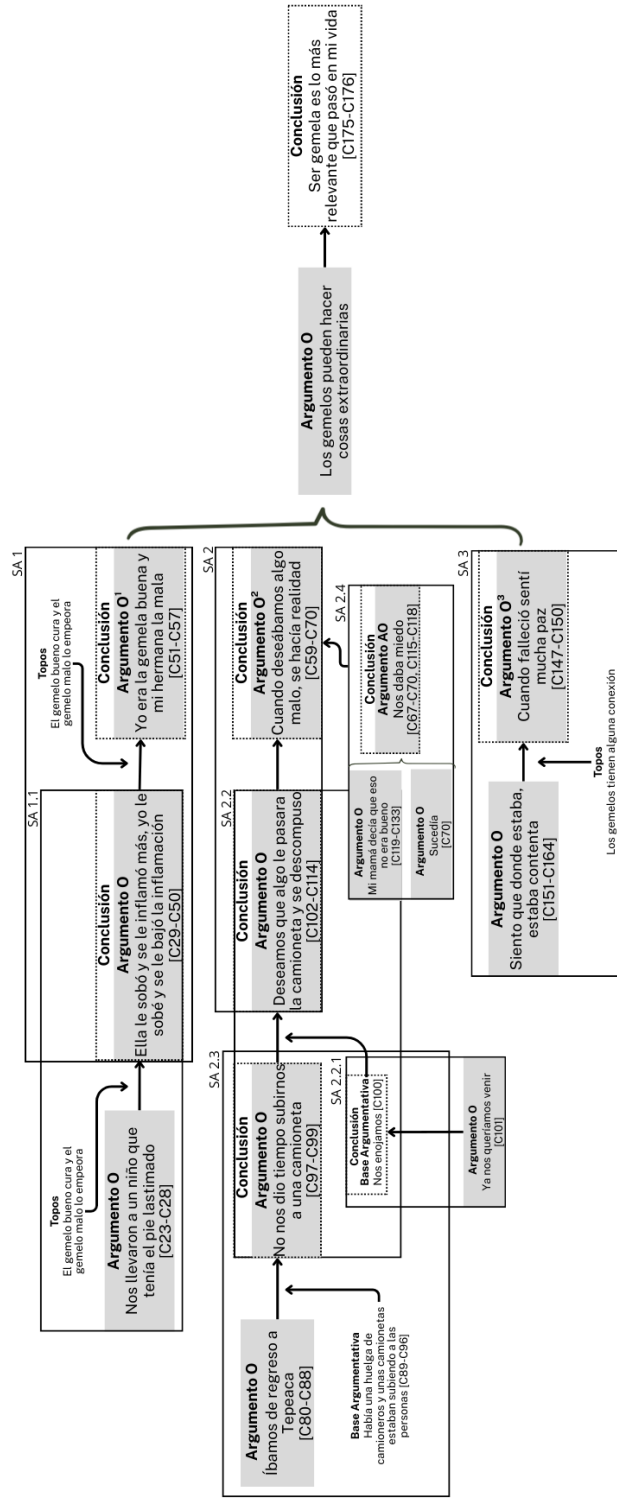 SA 1
SA 1.1
Topos
El gemelo bueno cura y el
gemelo malo lo empeora
Topos
El gemelo bueno cura y el
gemelo malo lo empeora
Argumento O
Nos llevaron a un niño que
tenía el pie lastimado
[C23-C28]
Conclusión
Argumento O
Ella le sobó y se le inflamó más, yo le
sobé y se le bajó la inflamación
[C29-C50]
Conclusión
Argumento O¹
Yo era la gemela buena y
mi hermana la mala
[C51-C57]
SA 2.3
SA 2.2
SA 2
Argumento O
Íbamos de regreso a
Tepeaca
[C80-C88]
Base Argumentativa
Había una huelga de
camioneros y unas camionetas
estaban subiendo a las
personas [C89-C96]
Conclusión
Argumento O
No nos dio tiempo subirnos
a una camioneta
[C97-C99]
SA 2.2.1
Conclusión
Base Argumentativa
Nos enojamos [C100]
Argumento O
Ya nos queríamos venir
[C101]
Conclusión
Argumento O
Deseamos que algo le pasara
la camioneta y se descompuso
[C102-C114]
Conclusión
Argumento O²
Cuando deseábamos algo
malo, se hacía realidad
[C59-C70]
SA 2.4
Argumento O
Mi mamá decía que eso
no era bueno
[C119-C133]
Argumento O
Sucedía
[C70]
Conclusión
Argumento AO
Nos daba miedo
[C67-C70, C115-C118]
SA 3
Argumento O
Siento que donde estaba,
estaba contenta
[C151-C164]
Topos
Los gemelos tienen alguna conexión
Conclusión
Argumento O³
Cuando falleció sentí
mucha paz
[C147-C150]
Argumento O
Los gemelos pueden hacer
cosas extraordinarias
Conclusión
Ser gemela es lo más
relevante que pasó en mi vida
[C175-C176]